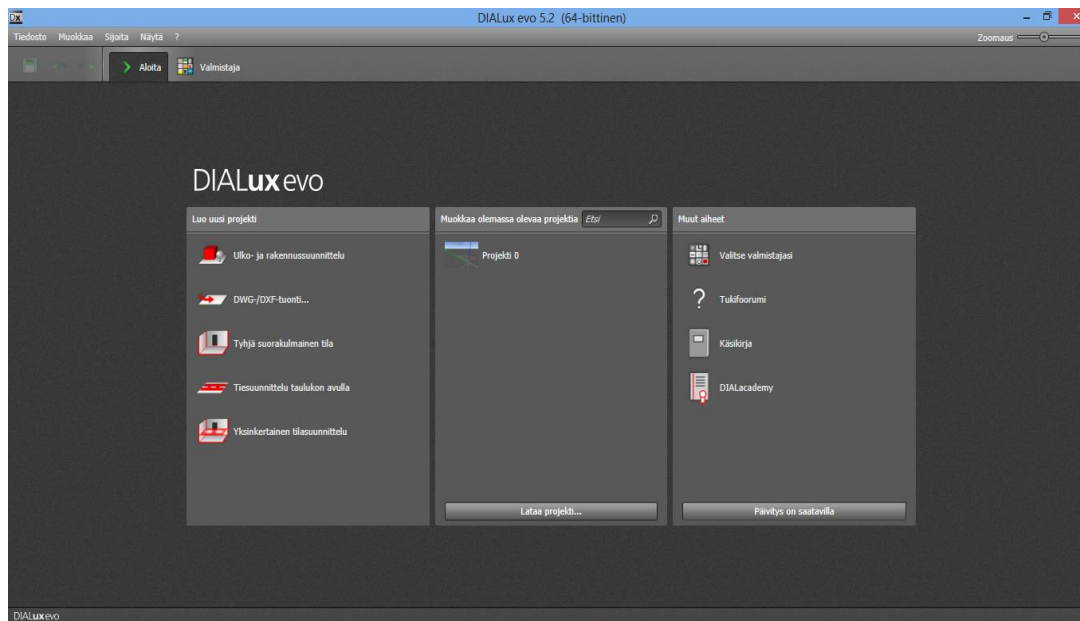 Dx
DIALux evo 5.2 (64-bittinen)
Tiedosto Muokkaa Sijoita Näytä ?
Zoomaus
Aloita
Valmistaja
DIALux evo
Luo uusi projekti
Ulko- ja rakennussuunnittelu
DWG-/DXF-tuonti...
Tyhjä suorakulmainen tila
Tiesuunnittelu taulukon avulla
Yksinkertainen tilasuunnittelu
Muokkaa olemassa olevaa projektia
Etsi
Projekti 0
Lataa projekti...
Muut aiheet
Valitse valmistajasi
? Tukifoorumi
Käsikirja
DIALacademy
Päivitys on saatavilla
DIALux evo